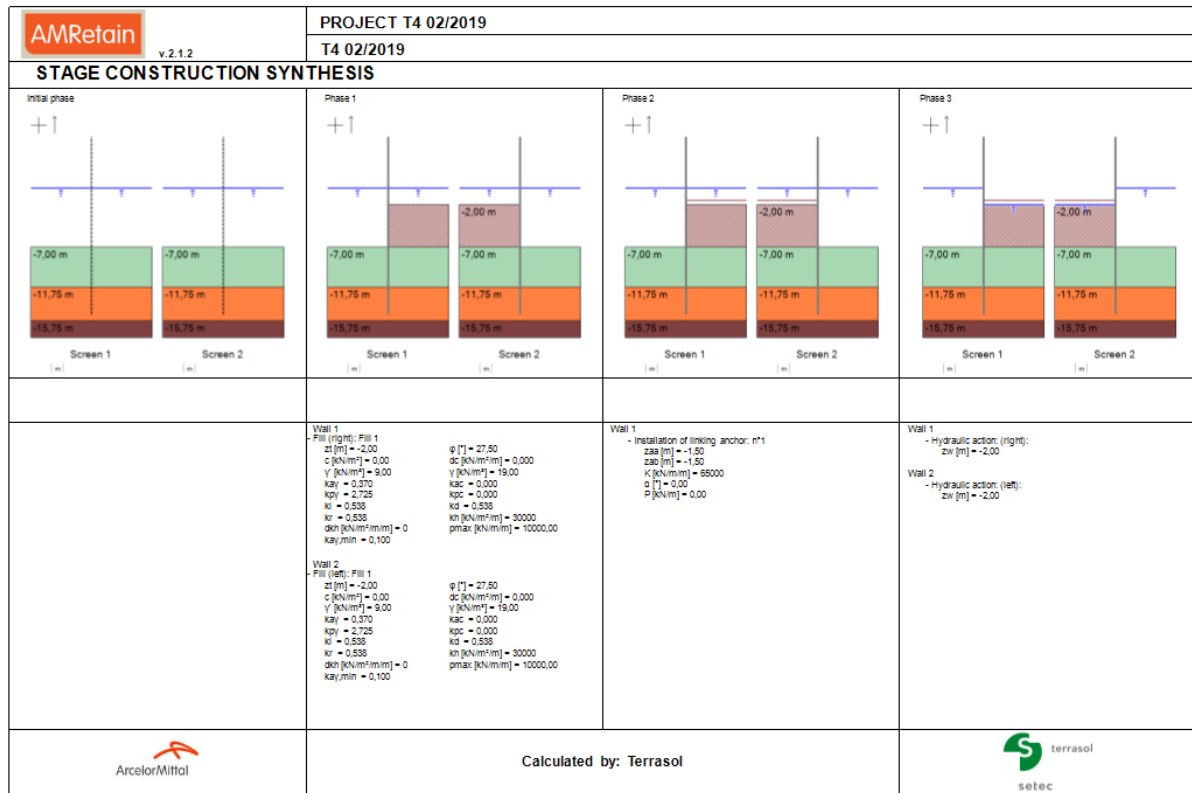 AMRetain
v.2.1.2
PROJECT T4 02/2019
T4 02/2019
STAGE CONSTRUCTION SYNTHESIS
Initial phase
-7,00 m
-7,00 m
-11,75 m
-11,75 m
-15,75 m
-15,75 m
Screen 1
Screen 2
|m|
|m|
Phase 1
-2,00 m
-7,00 m
-7,00 m
-11,75 m
-11,75 m
-15,75 m
-15,75 m
Screen 1
Screen 2
|m|
|m|
Phase 2
-2,00 m
-7,00 m
-7,00 m
-11,75 m
-11,75 m
-15,75 m
-15,75 m
Screen 1
Screen 2
|m|
|m|
Phase 3
-2,00 m
-7,00 m
-7,00 m
-11,75 m
-11,75 m
-15,75 m
-15,75 m
Screen 1
Screen 2
|m|
|m|
Wall 1
- Fill (right): Fill 1
zt [m] = -2,00 φ [°] = 27,50
c [kN/m²] = 0,00 dc [kN/m²/m] = 0,000
γ' [kN/m³] = 9,00 γ [kN/m³] = 19,00
kaγ = 0,370 kac = 0,000
kpγ = 2,725 kpc = 0,000
ki = 0,538 kd = 0,538
kr = 0,538 kh [kN/m²/m] = 30000
dkh [kN/m²/m/m] = 0 pmax [kN/m/m] = 10000,00
kaγ,min = 0,100
Wall 2
- Fill (left): Fill 1
zt [m] = -2,00 φ [°] = 27,50
c [kN/m²] = 0,00 dc [kN/m²/m] = 0,000
γ' [kN/m³] = 9,00 γ [kN/m³] = 19,00
kaγ = 0,370 kac = 0,000
kpγ = 2,725 kpc = 0,000
ki = 0,538 kd = 0,538
kr = 0,538 kh [kN/m²/m] = 30000
dkh [kN/m²/m/m] = 0 pmax [kN/m/m] = 10000,00
kaγ,min = 0,100
Wall 1
- Installation of linking anchor: n°1
zaa [m] = -1,50
zab [m] = -1,50
K [kN/m/m] = 65000
α [°] = 0,00
P [kN/m] = 0,00
Wall 1
- Hydraulic action: (right):
zw [m] = -2,00
Wall 2
- Hydraulic action: (left):
zw [m] = -2,00
ArcelorMittal
Calculated by: Terrasol
terrasol
setec